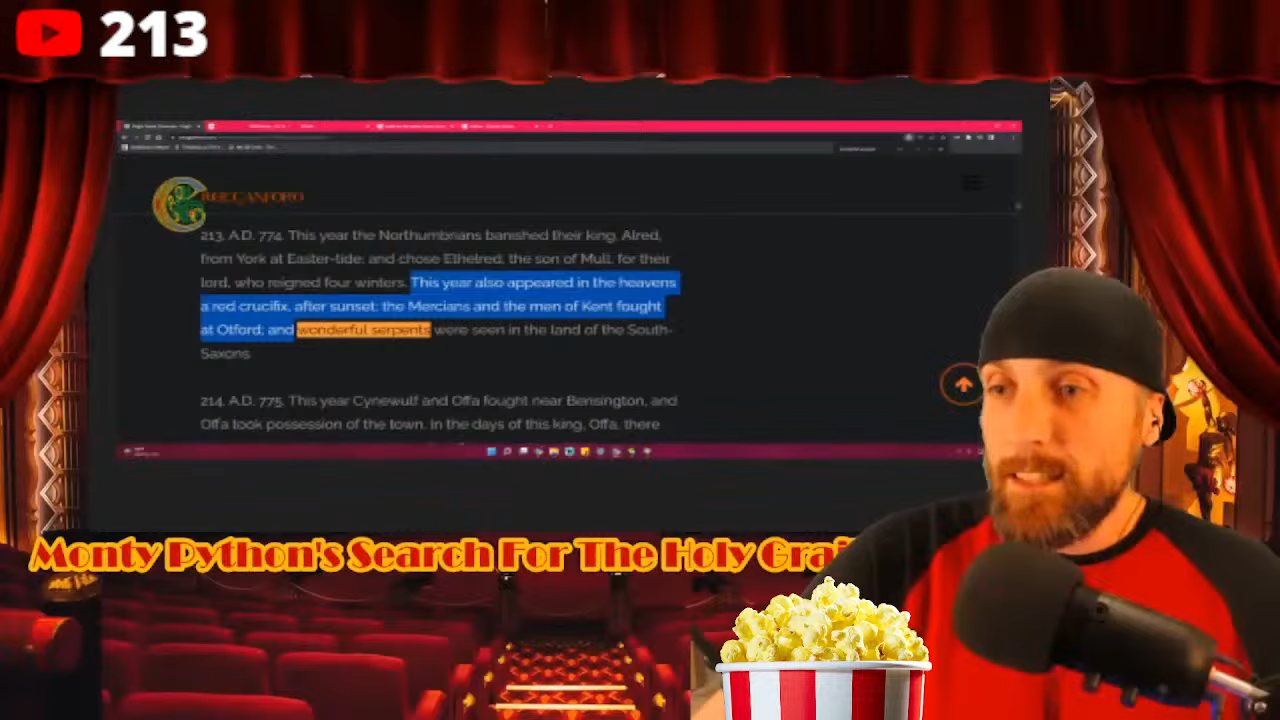 213
213. A.D. 774. This year the Northumbrians banished their king, Alred,
from York at Easter-tide; and chose Ethelred, the son of Mull, for their
lord, who reigned four winters. This year also appeared in the heavens
a red crucifix, after sunset; the Mercians and the men of Kent fought
at Otford; and wonderful serpents were seen in the land of the South-
Saxons.
214. A.D. 775. This year Cynewulf and Offa fought near Bensington, and
Offa took possession of the town. In the days of this king, Offa, there
Monty Python's Search For The Holy Grai